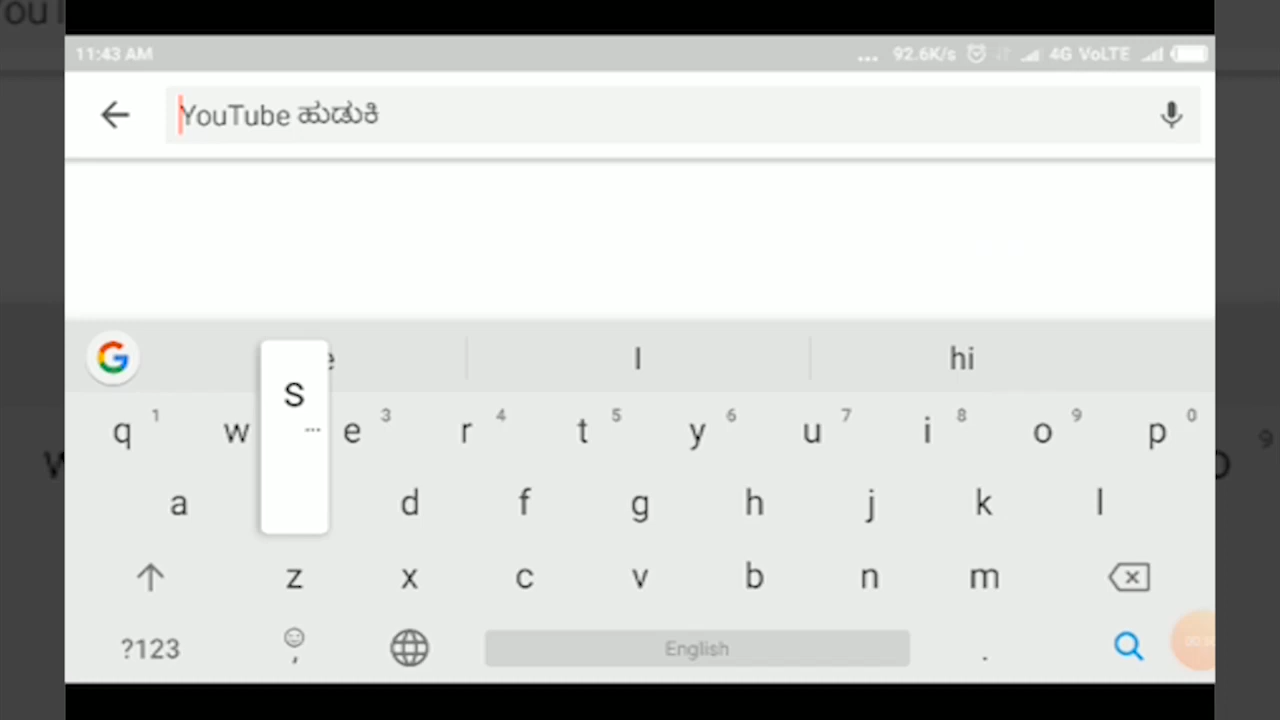 11:43 AM ... 92.6K/s 4G VoLTE
YouTube ಹುಡುಕಿ
I hi
q 1 w e 3 r 4 t 5 y 6 u 7 i 8 o 9 p 0
S
a d f g h j k l
z x c v b n m
?123 , English .